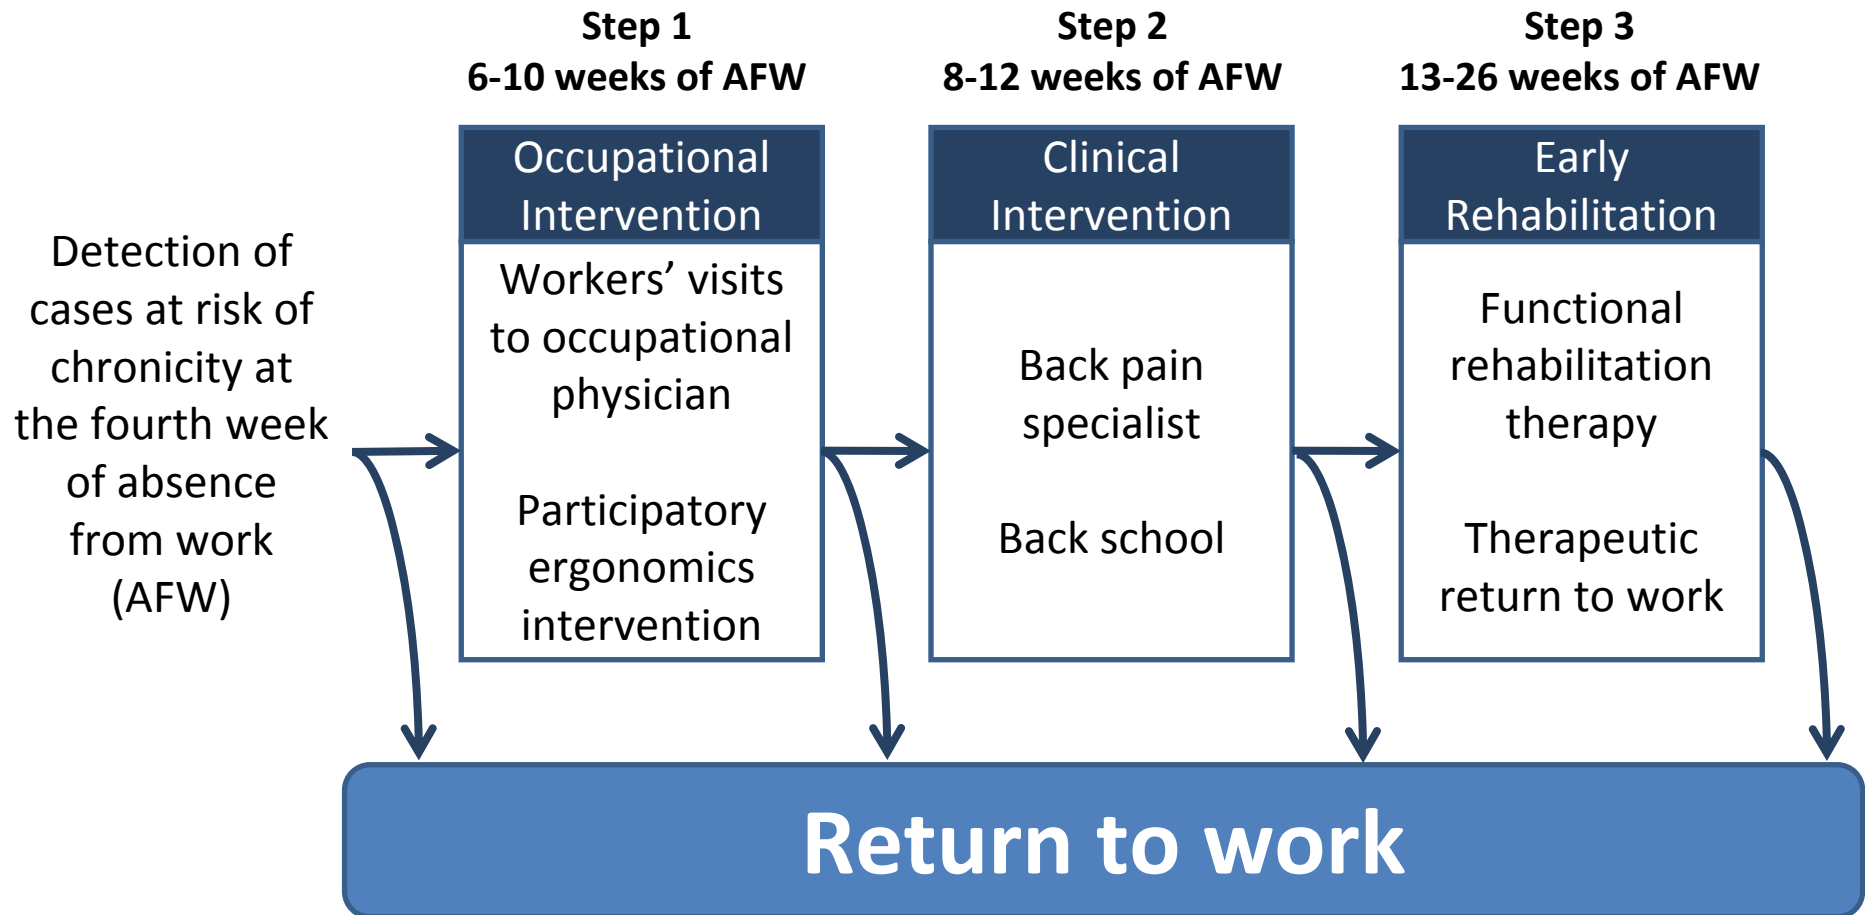 Step 1
6-10 weeks of AFW
Step 2
8-12 weeks of AFW
Step 3
13-26 weeks of AFW
Detection of
cases at risk of
chronicity at
the fourth week
of absence
from work
(AFW)
Occupational
Intervention
Workers’ visits
to occupational
physician
Participatory
ergonomics
intervention
Clinical
Intervention
Back pain
specialist
Back school
Early
Rehabilitation
Functional
rehabilitation
therapy
Therapeutic
return to work
Return to work